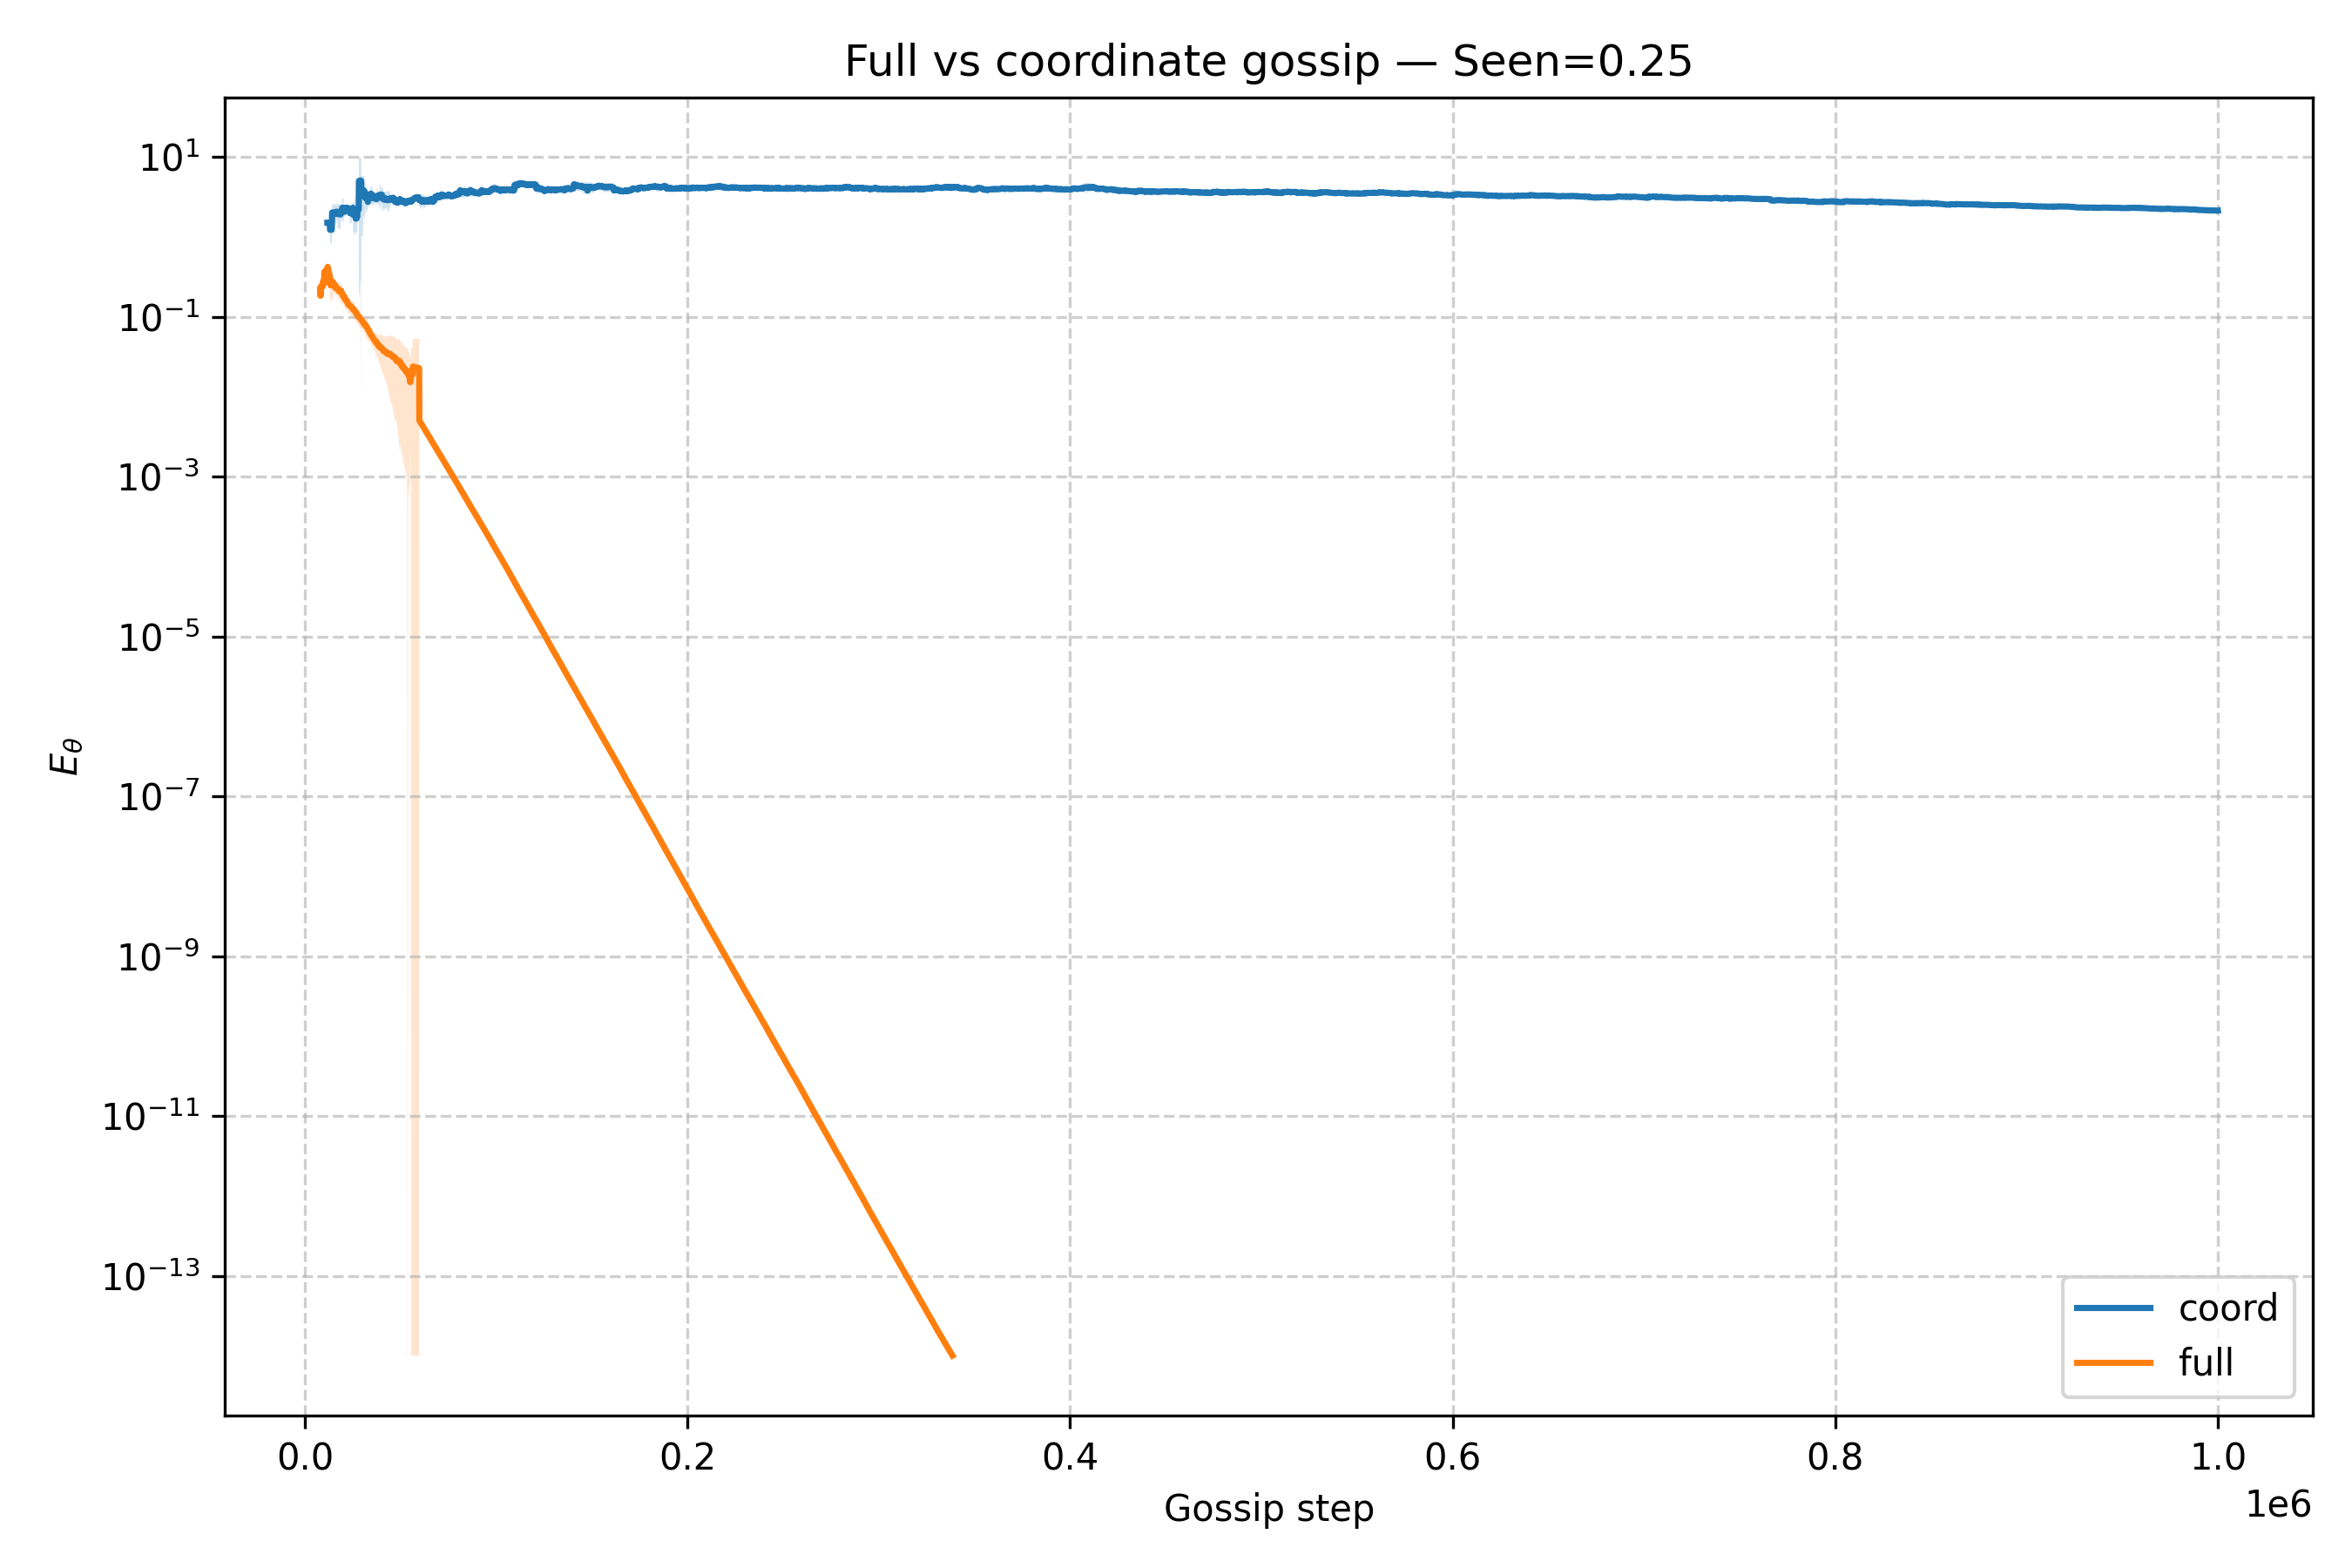 Full vs coordinate gossip — Seen=0.25
10¹
10⁻¹
10⁻³
10⁻⁵
10⁻⁷
10⁻⁹
10⁻¹¹
10⁻¹³
E_θ
0.0 0.2 0.4 0.6 0.8 1.0
1e6
Gossip step
coord
full